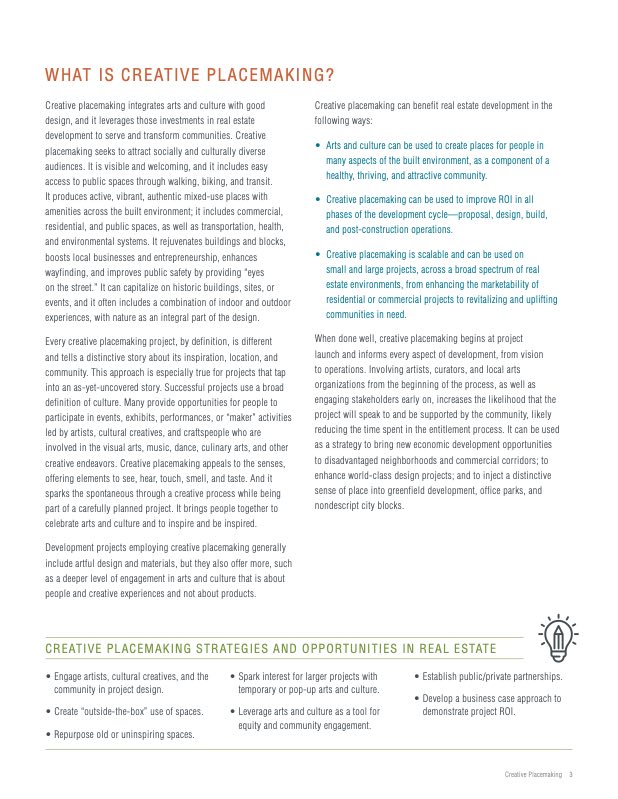 WHAT IS CREATIVE PLACEMAKING?
Creative placemaking integrates arts and culture with good
design, and it leverages those investments in real estate
development to serve and transform communities. Creative
placemaking seeks to attract socially and culturally diverse
audiences. It is visible and welcoming, and it includes easy
access to public spaces through walking, biking, and transit.
It produces active, vibrant, authentic mixed-use places with
amenities across the built environment; it includes commercial,
residential, and public spaces, as well as transportation, health,
and environmental systems. It rejuvenates buildings and blocks,
boosts local businesses and entrepreneurship, enhances
wayfinding, and improves public safety by providing “eyes
on the street.” It can capitalize on historic buildings, sites, or
events, and it often includes a combination of indoor and outdoor
experiences, with nature as an integral part of the design.
Every creative placemaking project, by definition, is different
and tells a distinctive story about its inspiration, location, and
community. This approach is especially true for projects that tap
into an as-yet-uncovered story. Successful projects use a broad
definition of culture. Many provide opportunities for people to
participate in events, exhibits, performances, or “maker” activities
led by artists, cultural creatives, and craftspeople who are
involved in the visual arts, music, dance, culinary arts, and other
creative endeavors. Creative placemaking appeals to the senses,
offering elements to see, hear, touch, smell, and taste. And it
sparks the spontaneous through a creative process while being
part of a carefully planned project. It brings people together to
celebrate arts and culture and to inspire and be inspired.
Development projects employing creative placemaking generally
include artful design and materials, but they also offer more, such
as a deeper level of engagement in arts and culture that is about
people and creative experiences and not about products.
Creative placemaking can benefit real estate development in the
following ways:
• Arts and culture can be used to create places for people in
many aspects of the built environment, as a component of a
healthy, thriving, and attractive community.
• Creative placemaking can be used to improve ROI in all
phases of the development cycle—proposal, design, build,
and post-construction operations.
• Creative placemaking is scalable and can be used on
small and large projects, across a broad spectrum of real
estate environments, from enhancing the marketability of
residential or commercial projects to revitalizing and uplifting
communities in need.
When done well, creative placemaking begins at project
launch and informs every aspect of development, from vision
to operations. Involving artists, curators, and local arts
organizations from the beginning of the process, as well as
engaging stakeholders early on, increases the likelihood that the
project will speak to and be supported by the community, likely
reducing the time spent in the entitlement process. It can be used
as a strategy to bring new economic development opportunities
to disadvantaged neighborhoods and commercial corridors; to
enhance world-class design projects; and to inject a distinctive
sense of place into greenfield development, office parks, and
nondescript city blocks.
CREATIVE PLACEMAKING STRATEGIES AND OPPORTUNITIES IN REAL ESTATE
• Engage artists, cultural creatives, and the
community in project design.
• Create “outside-the-box” use of spaces.
• Repurpose old or uninspiring spaces.
• Spark interest for larger projects with
temporary or pop-up arts and culture.
• Leverage arts and culture as a tool for
equity and community engagement.
• Establish public/private partnerships.
• Develop a business case approach to
demonstrate project ROI.
Creative Placemaking 3